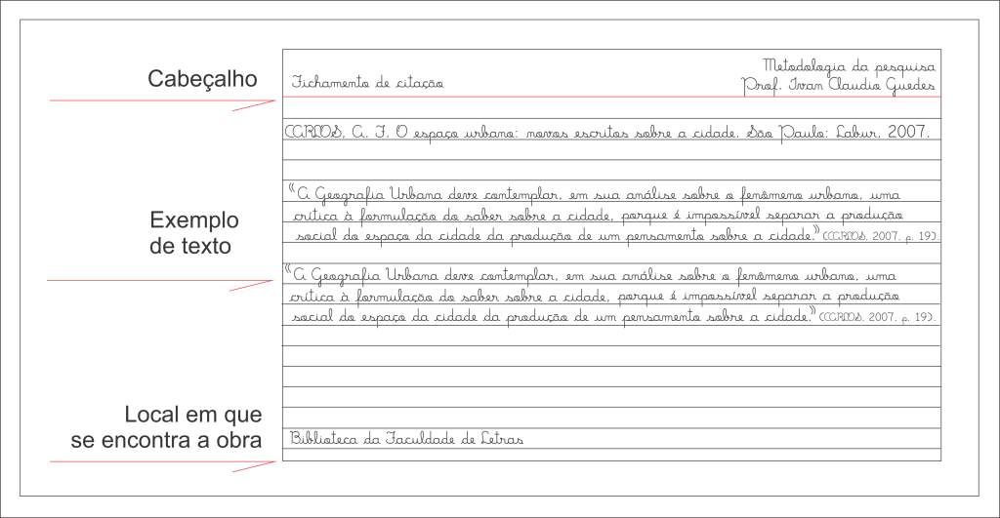 Cabeçalho
Fichamento de citação
Metodologia da pesquisa
Prof. Ivan Claudio Guedes
CARLOS, A. F. O espaço urbano: novos escritos sobre a cidade. São Paulo: Labur, 2007.
Exemplo
de texto
“A Geografia Urbana deve contemplar, em sua análise sobre o fenômeno urbano, uma
crítica à formulação do saber sobre a cidade, porque é impossível separar a produção
social do espaço da cidade da produção de um pensamento sobre a cidade.” (CARLOS, 2007, p. 19).
“A Geografia Urbana deve contemplar, em sua análise sobre o fenômeno urbano, uma
crítica à formulação do saber sobre a cidade, porque é impossível separar a produção
social do espaço da cidade da produção de um pensamento sobre a cidade.” (CARLOS, 2007, p. 19).
Local em que
se encontra a obra
Biblioteca da Faculdade de Letras